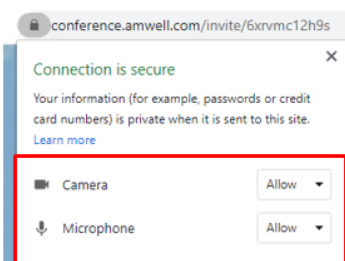 conference.amwell.com/invite/6xrvmc12h9s
Connection is secure
Your information (for example, passwords or credit
card numbers) is private when it is sent to this site.
Learn more
Camera Allow
Microphone Allow